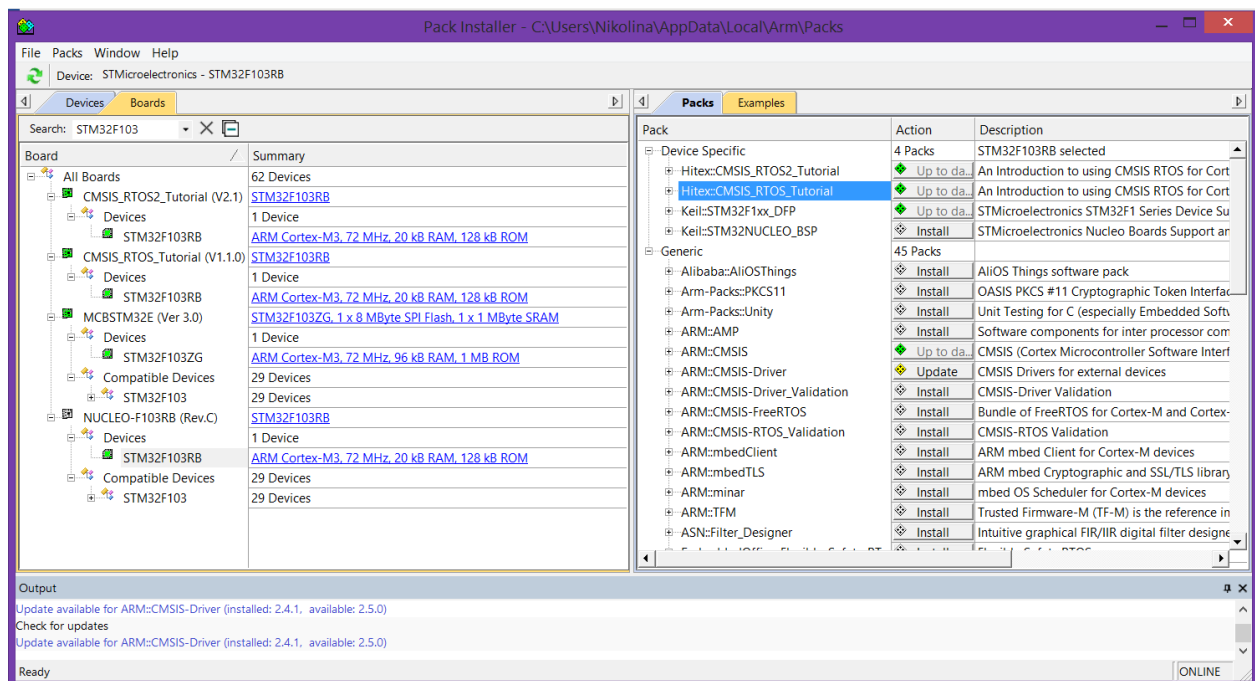 Pack Installer - C:\Users\Nikolina\AppData\Local\Arm\Packs
File Packs Window Help
Device: STMicroelectronics - STM32F103RB
Devices Boards
Search: STM32F103
Board Summary
All Boards 62 Devices
CMSIS_RTOS2_Tutorial (V2.1) STM32F103RB
Devices 1 Device
STM32F103RB ARM Cortex-M3, 72 MHz, 20 kB RAM, 128 kB ROM
CMSIS_RTOS_Tutorial (V1.1.0) STM32F103RB
Devices 1 Device
STM32F103RB ARM Cortex-M3, 72 MHz, 20 kB RAM, 128 kB ROM
MCBSTM32E (Ver 3.0) STM32F103ZG, 1 x 8 MByte SPI Flash, 1 x 1 MByte SRAM
Devices 1 Device
STM32F103ZG ARM Cortex-M3, 72 MHz, 96 kB RAM, 1 MB ROM
Compatible Devices 29 Devices
STM32F103 29 Devices
NUCLEO-F103RB (Rev.C) STM32F103RB
Devices 1 Device
STM32F103RB ARM Cortex-M3, 72 MHz, 20 kB RAM, 128 kB ROM
Compatible Devices 29 Devices
STM32F103 29 Devices
Packs Examples
Pack Action Description
Device Specific 4 Packs STM32F103RB selected
Hitex::CMSIS_RTOS2_Tutorial Up to da... An Introduction to using CMSIS RTOS for Cort
Hitex::CMSIS_RTOS_Tutorial Up to da... An Introduction to using CMSIS RTOS for Cort
Keil::STM32F1xx_DFP Up to da... STMicroelectronics STM32F1 Series Device Su
Keil::STM32NUCLEO_BSP Install STMicroelectronics Nucleo Boards Support an
Generic 45 Packs
Alibaba::AliOSThings Install AliOS Things software pack
Arm-Packs::PKCS11 Install OASIS PKCS #11 Cryptographic Token Interfac
Arm-Packs::Unity Install Unit Testing for C (especially Embedded Softw
ARM::AMP Install Software components for inter processor com
ARM::CMSIS Up to da... CMSIS (Cortex Microcontroller Software Interf
ARM::CMSIS-Driver Update CMSIS Drivers for external devices
ARM::CMSIS-Driver_Validation Install CMSIS-Driver Validation
ARM::CMSIS-FreeRTOS Install Bundle of FreeRTOS for Cortex-M and Cortex-
ARM::CMSIS-RTOS_Validation Install CMSIS-RTOS Validation
ARM::mbedClient Install ARM mbed Client for Cortex-M devices
ARM::mbedTLS Install ARM mbed Cryptographic and SSL/TLS library
ARM::minar Install mbed OS Scheduler for Cortex-M devices
ARM::TFM Install Trusted Firmware-M (TF-M) is the reference in
ASN::Filter_Designer Install Intuitive graphical FIR/IIR digital filter designe
Output
Update available for ARM::CMSIS-Driver (installed: 2.4.1, available: 2.5.0)
Check for updates
Update available for ARM::CMSIS-Driver (installed: 2.4.1, available: 2.5.0)
Ready ONLINE